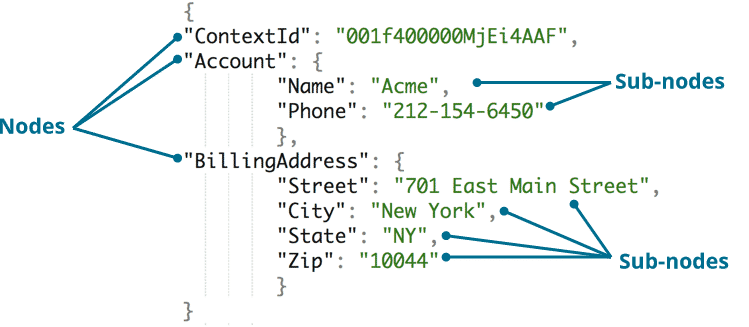 {
"ContextId": "001f400000MjEi4AAF",
"Account": {
"Name": "Acme",
Sub-nodes
"Phone": "212-154-6450"
Nodes
},
"BillingAddress": {
"Street": "701 East Main Street",
"City": "New York",
"State": "NY",
"Zip": "10044"
Sub-nodes
}
}